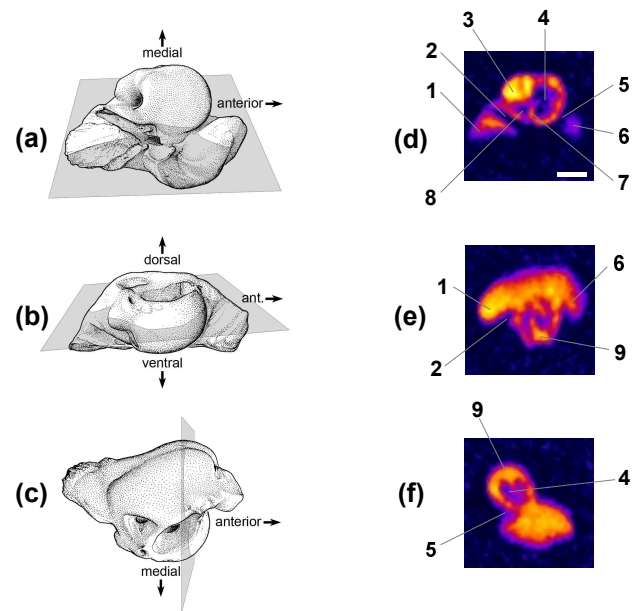 medial
anterior
(a)
3
4
2
1
5
6
7
8
(d)
dorsal
ant.
(b)
ventral
1
6
(e)
2
9
(c)
anterior
medial
9
4
(f)
5